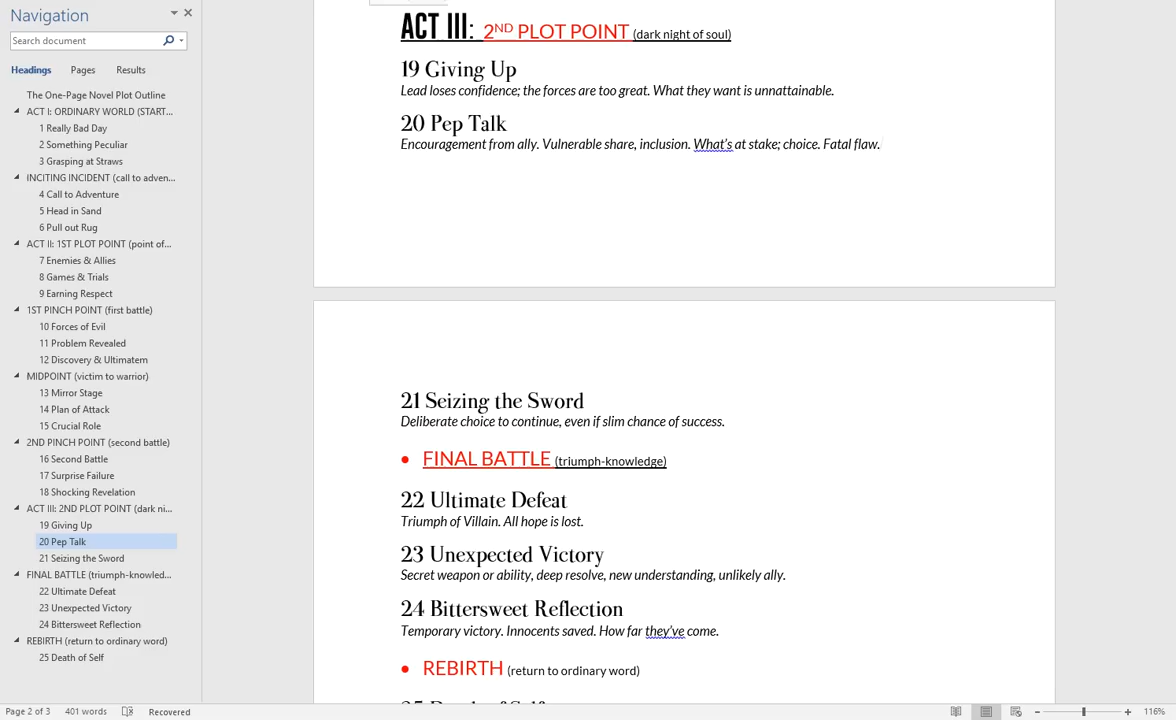 Navigation
Search document
Headings Pages Results
The One-Page Novel Plot Outline
ACT I: ORDINARY WORLD (START...
1 Really Bad Day
2 Something Peculiar
3 Grasping at Straws
INCITING INCIDENT (call to adven...
4 Call to Adventure
5 Head in Sand
6 Pull out Rug
ACT II: 1ST PLOT POINT (point of...
7 Enemies & Allies
8 Games & Trials
9 Earning Respect
1ST PINCH POINT (first battle)
10 Forces of Evil
11 Problem Revealed
12 Discovery & Ultimatem
MIDPOINT (victim to warrior)
13 Mirror Stage
14 Plan of Attack
15 Crucial Role
2ND PINCH POINT (second battle)
16 Second Battle
17 Surprise Failure
18 Shocking Revelation
ACT III: 2ND PLOT POINT (dark ni...
19 Giving Up
20 Pep Talk
21 Seizing the Sword
FINAL BATTLE (triumph-knowled...
22 Ultimate Defeat
23 Unexpected Victory
24 Bittersweet Reflection
REBIRTH (return to ordinary word)
25 Death of Self
ACT III: 2ND PLOT POINT (dark night of soul)
19 Giving Up
Lead loses confidence; the forces are too great. What they want is unnattainable.
20 Pep Talk
Encouragement from ally. Vulnerable share, inclusion. What's at stake; choice. Fatal flaw.
21 Seizing the Sword
Deliberate choice to continue, even if slim chance of success.
• FINAL BATTLE (triumph-knowledge)
22 Ultimate Defeat
Triumph of Villain. All hope is lost.
23 Unexpected Victory
Secret weapon or ability, deep resolve, new understanding, unlikely ally.
24 Bittersweet Reflection
Temporary victory. Innocents saved. How far they've come.
• REBIRTH (return to ordinary word)
25 Death of Self
Page 2 of 3 401 words Recovered 116%